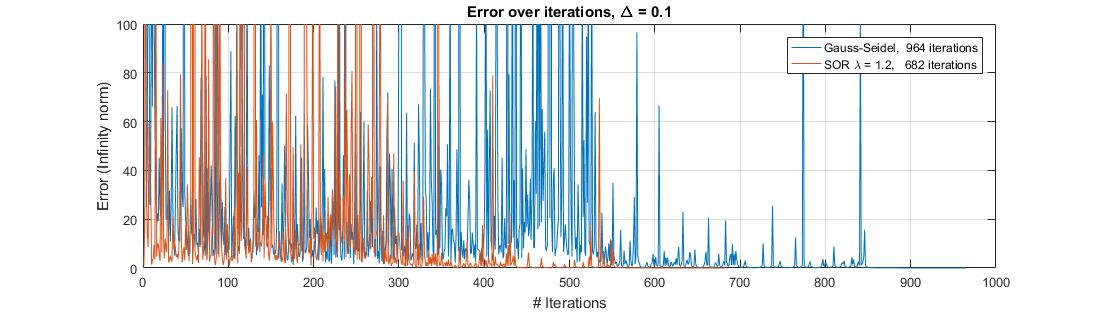 Error over iterations, Δ = 0.1
Error (Infinity norm)
100
80
60
40
20
0
Gauss-Seidel, 964 iterations
SOR λ = 1.2, 682 iterations
0 100 200 300 400 500 600 700 800 900 1000
# Iterations